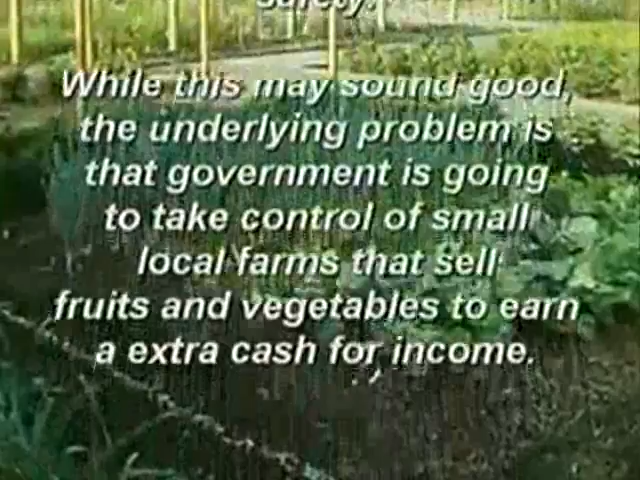 safety.
While this may sound good,
the underlying problem is
that government is going
to take control of small
local farms that sell
fruits and vegetables to earn
a extra cash for income.